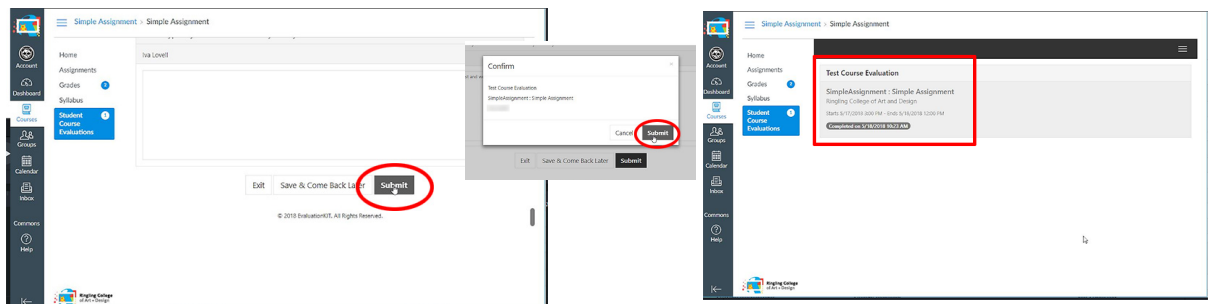 Simple Assignment > Simple Assignment
Account
Dashboard
Courses
Groups
Calendar
Inbox
Commons
Help
Home
Assignments
Grades
Syllabus
Student 1
Course
Evaluations
Iva Lovell
Exit Save & Come Back Later Submit
© 2018 EvaluationKIT, All Rights Reserved.
Ringling College
of Art + Design
Confirm ×
Test Course Evaluation
SimpleAssignment : Simple Assignment
Cancel Submit
Exit Save & Come Back Later Submit
Simple Assignment > Simple Assignment
Account
Dashboard
Courses
Groups
Calendar
Inbox
Commons
Help
Home
Assignments
Grades
Syllabus
Student 1
Course
Evaluations
Test Course Evaluation
SimpleAssignment : Simple Assignment
Ringling College of Art and Design
Starts 5/17/2018 3:00 PM - Ends 5/18/2018 12:00 PM
Completed on 5/18/2018 10:23 AM
Ringling College
of Art + Design